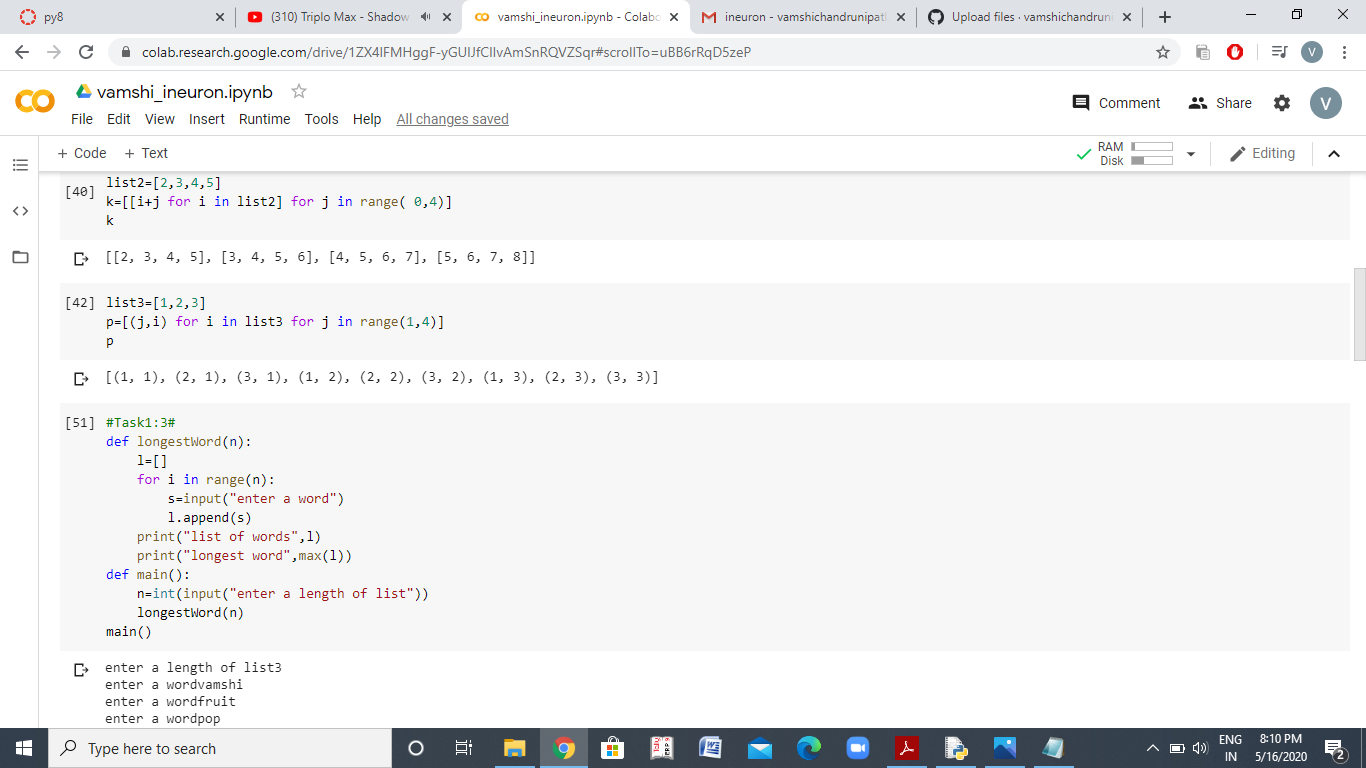 py8
(310) Triplo Max - Shadow
vamshi_ineuron.ipynb - Colabo
ineuron - vamshichandrunipat
Upload files · vamshichandruni
colab.research.google.com/drive/
All changes saved
vamshi_ineuron.ipynb
File Edit View Insert Runtime Tools Help
Comment
Share
V
+ Code + Text
RAM
Disk
Editing
[40] list2=[2,3,4,5]
k=[[i+j for i in list2] for j in range( 0,4)]
k
[[2, 3, 4, 5], [3, 4, 5, 6], [4, 5, 6, 7], [5, 6, 7, 8]]
[42] list3=[1,2,3]
p=[(j,i) for i in list3 for j in range(1,4)]
p
[(1, 1), (2, 1), (3, 1), (1, 2), (2, 2), (3, 2), (1, 3), (2, 3), (3, 3)]
[51] #Task1:3#
def longestWord(n):
    l=[]
    for i in range(n):
        s=input("enter a word")
        l.append(s)
    print("list of words",l)
    print("longest word",max(l))
def main():
    n=int(input("enter a length of list"))
    longestWord(n)
main()
enter a length of list3
enter a wordvamshi
enter a wordfruit
enter a wordpop
Type here to search
ENG
IN
8:10 PM
5/16/2020
2